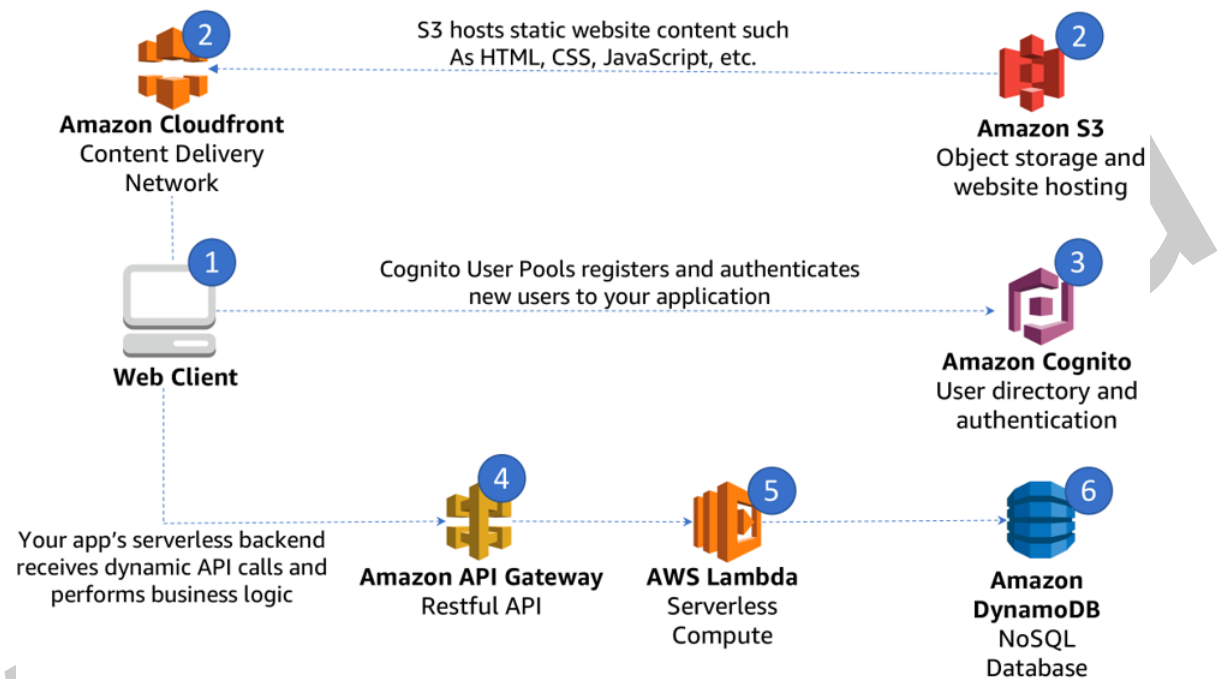 2
S3 hosts static website content such
As HTML, CSS, JavaScript, etc.
2
Amazon Cloudfront
Content Delivery
Network
Amazon S3
Object storage and
website hosting
1
Cognito User Pools registers and authenticates
new users to your application
3
Web Client
Amazon Cognito
User directory and
authentication
4
5
6
Your app's serverless backend
receives dynamic API calls and
performs business logic
Amazon API Gateway
Restful API
AWS Lambda
Serverless
Compute
Amazon
DynamoDB
NoSQL
Database